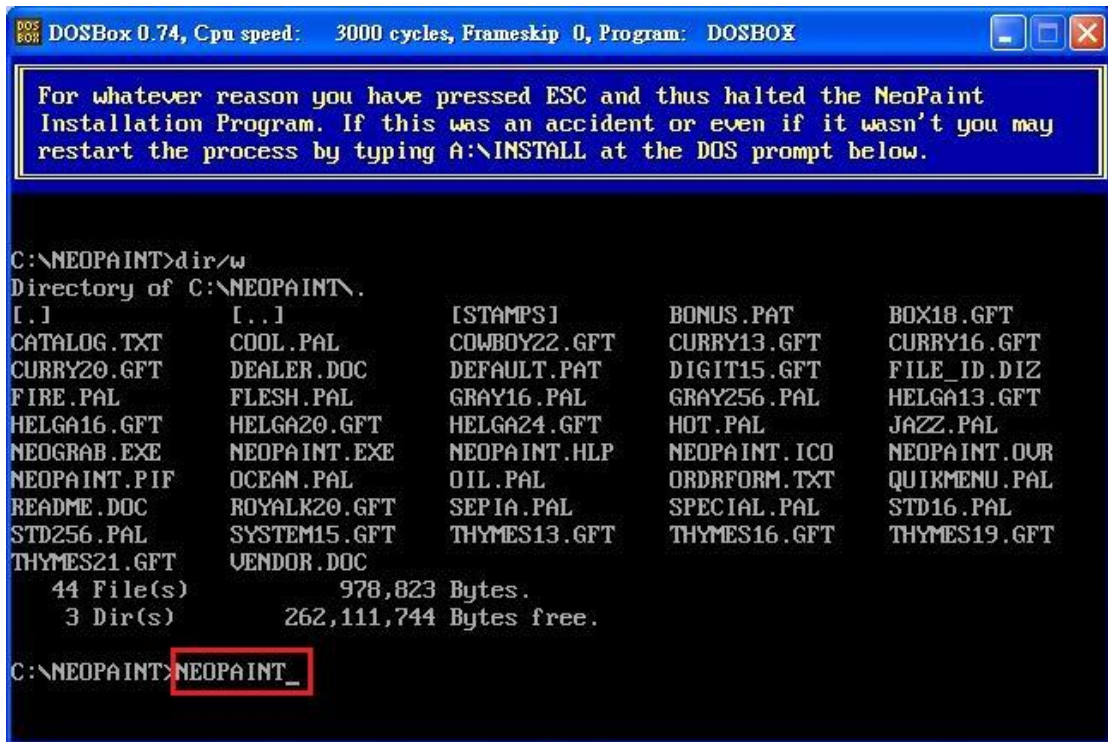 DOSBox 0.74, Cpu speed: 3000 cycles, Frameskip 0, Program: DOSBOX
For whatever reason you have pressed ESC and thus halted the NeoPaint
Installation Program. If this was an accident or even if it wasn't you may
restart the process by typing A:\INSTALL at the DOS prompt below.
C:\NEOPAINT>dir/w
Directory of C:\NEOPAINT\.
[.] [..] [STAMPS] BONUS.PAT BOX18.GFT
CATALOG.TXT COOL.PAL COWBOY22.GFT CURRY13.GFT CURRY16.GFT
CURRY20.GFT DEALER.DOC DEFAULT.PAT DIGIT15.GFT FILE_ID.DIZ
FIRE.PAL FLESH.PAL GRAY16.PAL GRAY256.PAL HELGA13.GFT
HELGA16.GFT HELGA20.GFT HELGA24.GFT HOT.PAL JAZZ.PAL
NEOGRAB.EXE NEOPAINT.EXE NEOPAINT.HLP NEOPAINT.ICO NEOPAINT.OVR
NEOPAINT.PIF OCEAN.PAL OIL.PAL ORDRFORM.TXT QUIKMENU.PAL
README.DOC ROYALK20.GFT SEPIA.PAL SPECIAL.PAL STD16.PAL
STD256.PAL SYSTEM15.GFT THYMES13.GFT THYMES16.GFT THYMES19.GFT
THYMES21.GFT VENDOR.DOC
44 File(s) 978,823 Bytes.
3 Dir(s) 262,111,744 Bytes free.
C:\NEOPAINT>NEOPAINT_